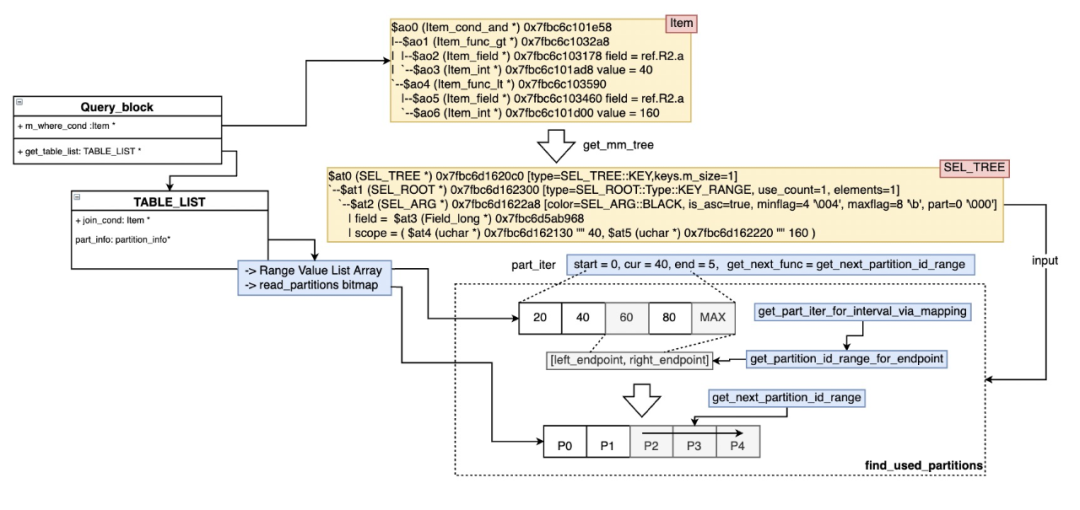 Item
$ao0 (Item_cond_and *) 0x7fbc6c101e58
|--$ao1 (Item_func_gt *) 0x7fbc6c1032a8
|  |--$ao2 (Item_field *) 0x7fbc6c103178 field = ref.R2.a
|  `--$ao3 (Item_int *) 0x7fbc6c101ad8 value = 40
`--$ao4 (Item_func_lt *) 0x7fbc6c103590
|--$ao5 (Item_field *) 0x7fbc6c103460 field = ref.R2.a
`--$ao6 (Item_int *) 0x7fbc6c101d00 value = 160
Query_block
+ m_where_cond :Item *
+ get_table_list: TABLE_LIST *
get_mm_tree
SEL_TREE
$at0 (SEL_TREE *) 0x7fbc6d1620c0 [type=SEL_TREE::KEY,keys.m_size=1]
`--$at1 (SEL_ROOT *) 0x7fbc6d162300 [type=SEL_ROOT::Type::KEY_RANGE, use_count=1, elements=1]
`--$at2 (SEL_ARG *) 0x7fbc6d1622a8 [color=SEL_ARG::BLACK, is_asc=true, minflag=4 '\004', maxflag=8 '\b', part=0 '\000']
| field = $at3 (Field_long *) 0x7fbc6d5ab968
| scope = ( $at4 (uchar *) 0x7fbc6d162130 "" 40, $at5 (uchar *) 0x7fbc6d162220 "" 160 )
TABLE_LIST
+ join_cond: Item *
part_info: partition_info*
-> Range Value List Array
-> read_partitions bitmap
input
part_iter
start = 0, cur = 40, end = 5, get_next_func = get_next_partition_id_range
20 40 60 80 MAX
get_part_iter_for_interval_via_mapping
[left_endpoint, right_endpoint]
get_partition_id_range_for_endpoint
get_next_partition_id_range
P0 P1 P2 P3 P4
find_used_partitions